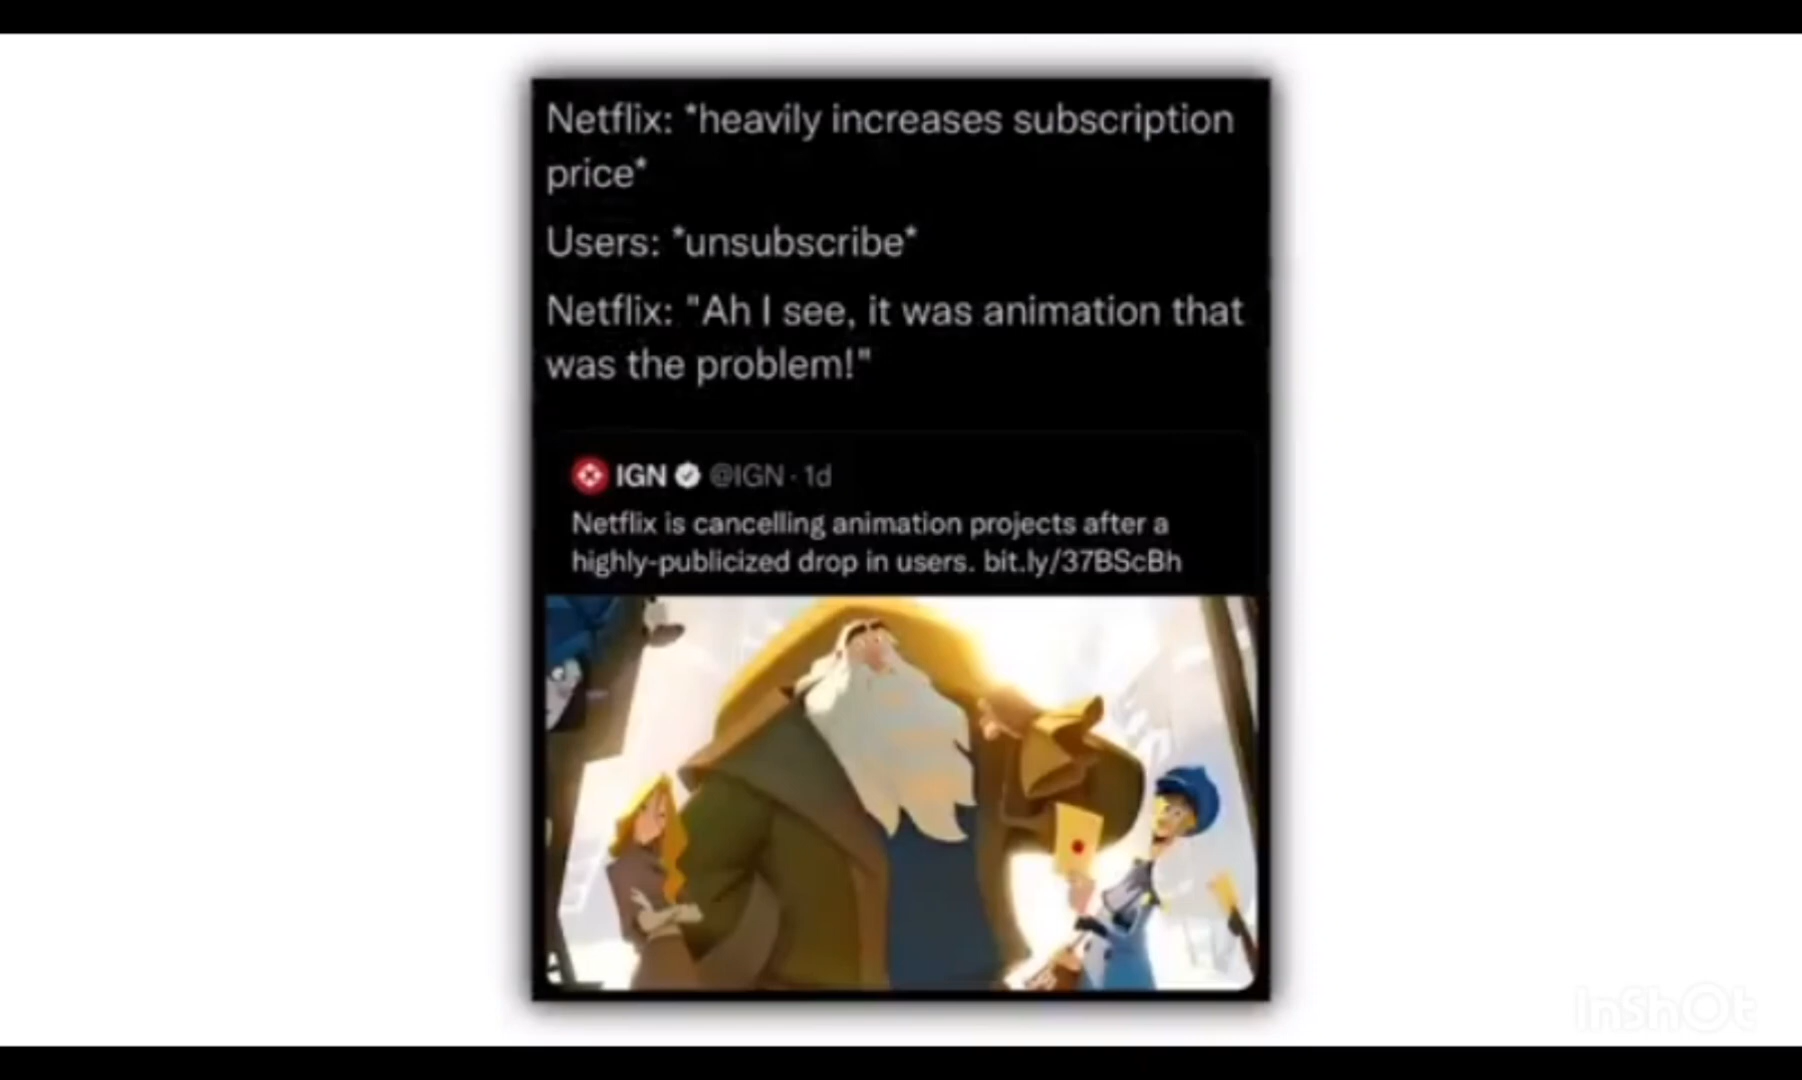 Netflix: *heavily increases subscription
price*
Users: *unsubscribe*
Netflix: "Ah I see, it was animation that
was the problem!"
IGN @IGN · 1d
Netflix is cancelling animation projects after a
highly-publicized drop in users. bit.ly/37BScBh
InShOt